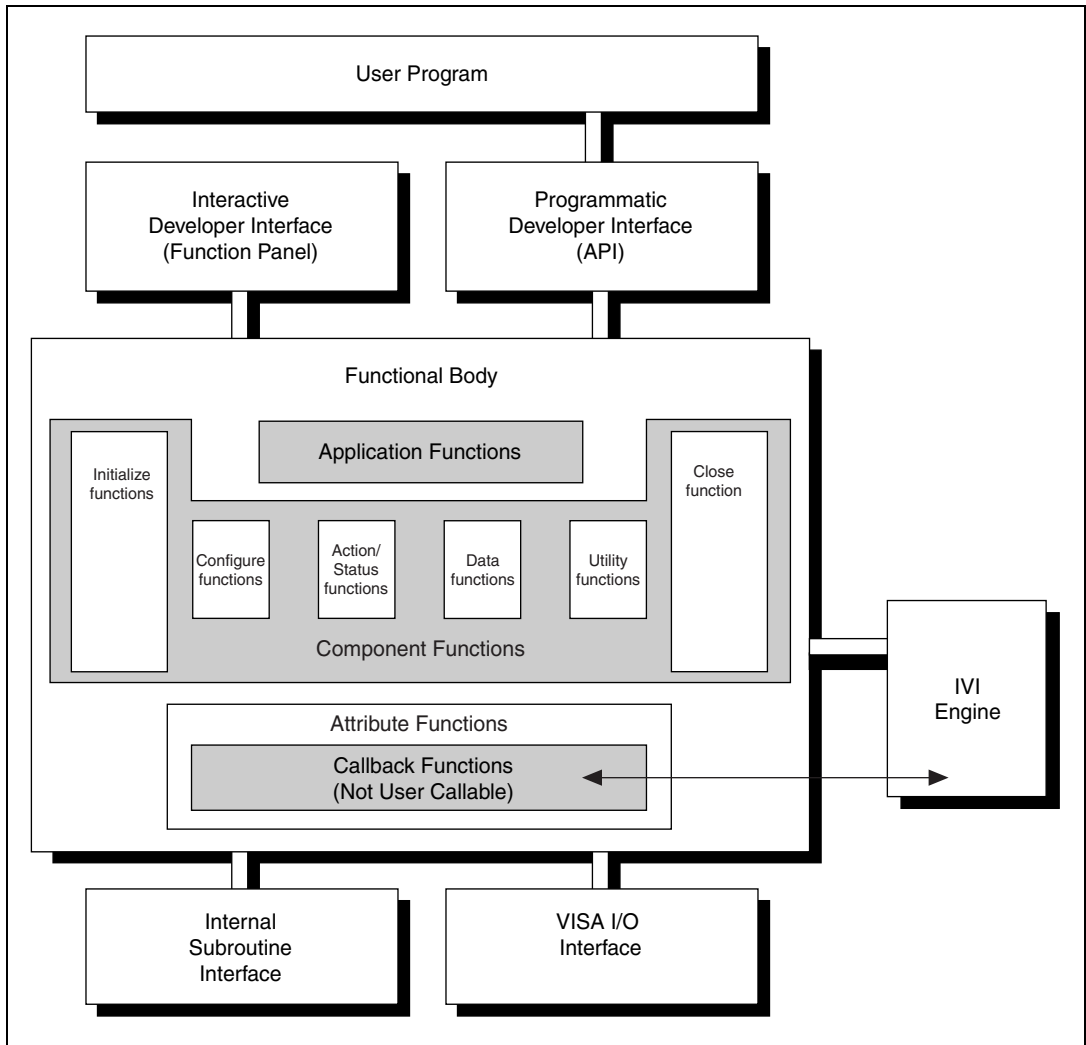 User Program
Interactive
Developer Interface
(Function Panel)
Programmatic
Developer Interface
(API)
Functional Body
Application Functions
Initialize
functions
Close
function
Configure
functions
Action/
Status
functions
Data
functions
Utility
functions
Component Functions
IVI
Engine
Attribute Functions
Callback Functions
(Not User Callable)
Internal
Subroutine
Interface
VISA I/O
Interface